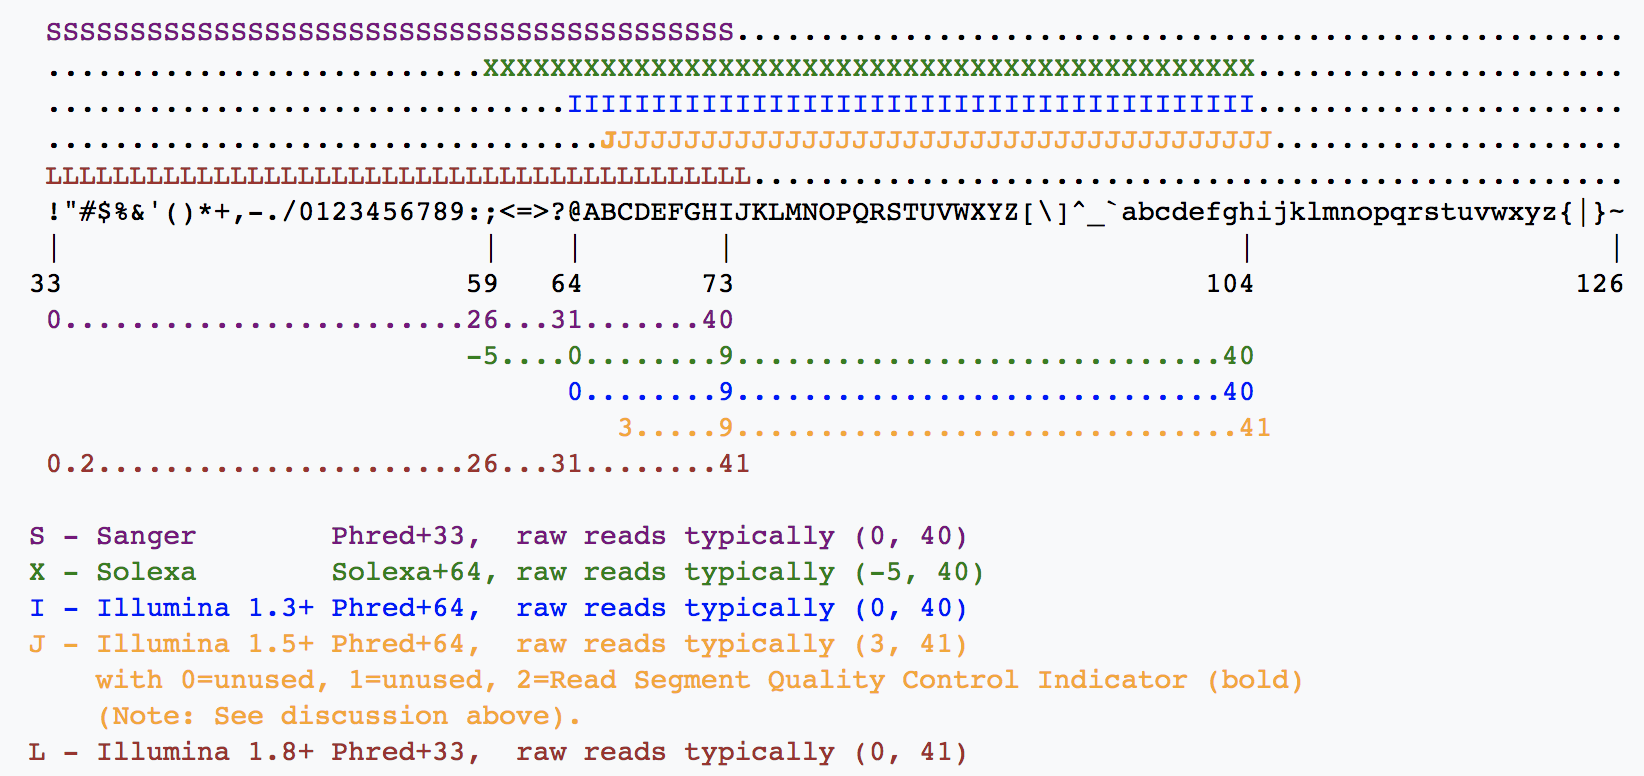 SSSSSSSSSSSSSSSSSSSSSSSSSSSSSSSSSSSSSSSSS.....................................................
..........................XXXXXXXXXXXXXXXXXXXXXXXXXXXXXXXXXXXXXXXXXXXXXX......................
...............................IIIIIIIIIIIIIIIIIIIIIIIIIIIIIIIIIIIIIIIII......................
.................................JJJJJJJJJJJJJJJJJJJJJJJJJJJJJJJJJJJJJJJJ.....................
LLLLLLLLLLLLLLLLLLLLLLLLLLLLLLLLLLLLLLLLLL....................................................
!"#$%&'()*+,-./0123456789:;<=>?@ABCDEFGHIJKLMNOPQRSTUVWXYZ[\]^_`abcdefghijklmnopqrstuvwxyz{|}~
| | | | | |
33 59 64 73 104 126
0........................26...31.......40
-5....0........9.............................40
0........9.............................40
3.....9..............................41
0.2......................26...31........41
S - Sanger Phred+33, raw reads typically (0, 40)
X - Solexa Solexa+64, raw reads typically (-5, 40)
I - Illumina 1.3+ Phred+64, raw reads typically (0, 40)
J - Illumina 1.5+ Phred+64, raw reads typically (3, 41)
with 0=unused, 1=unused, 2=Read Segment Quality Control Indicator (bold)
(Note: See discussion above).
L - Illumina 1.8+ Phred+33, raw reads typically (0, 41)